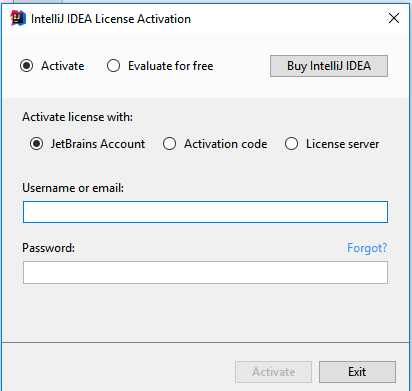 IntelliJ IDEA License Activation
Activate Evaluate for free Buy IntelliJ IDEA
Activate license with:
JetBrains Account Activation code License server
Username or email:
Password: Forgot?
Activate Exit